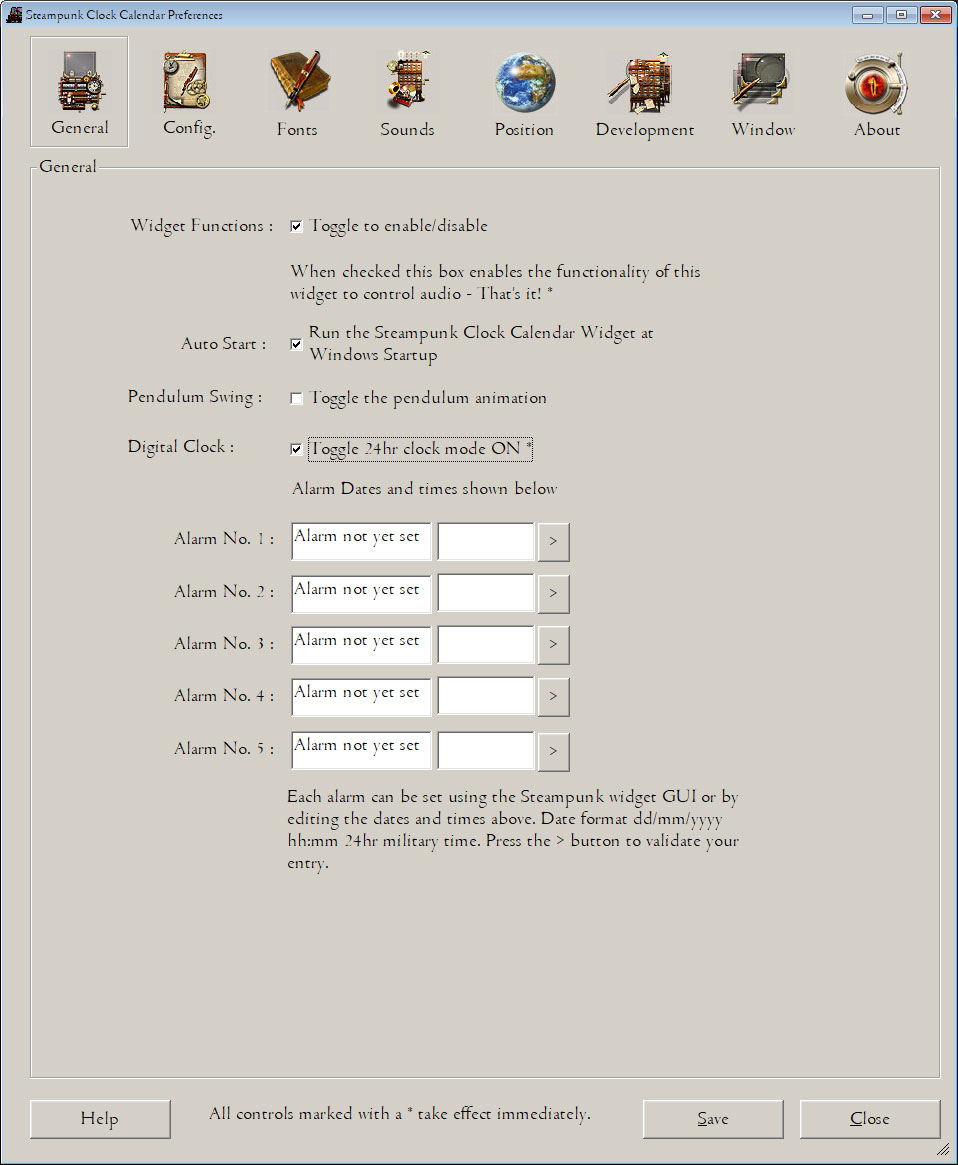 Steampunk Clock Calendar Preferences
General
Config.
Fonts
Sounds
Position
Development
Window
About
General
Widget Functions :
Toggle to enable/disable
When checked this box enables the functionality of this
widget to control audio - That's it! *
Auto Start :
Run the Steampunk Clock Calendar Widget at
Windows Startup
Pendulum Swing :
Toggle the pendulum animation
Digital Clock :
Toggle 24hr clock mode ON *
Alarm Dates and times shown below
Alarm No. 1 :
Alarm not yet set
>
Alarm No. 2 :
Alarm not yet set
>
Alarm No. 3 :
Alarm not yet set
>
Alarm No. 4 :
Alarm not yet set
>
Alarm No. 5 :
Alarm not yet set
>
Each alarm can be set using the Steampunk widget GUI or by
editing the dates and times above. Date format dd/mm/yyyy
hh:mm 24hr military time. Press the > button to validate your
entry.
Help
All controls marked with a * take effect immediately.
Save
Close